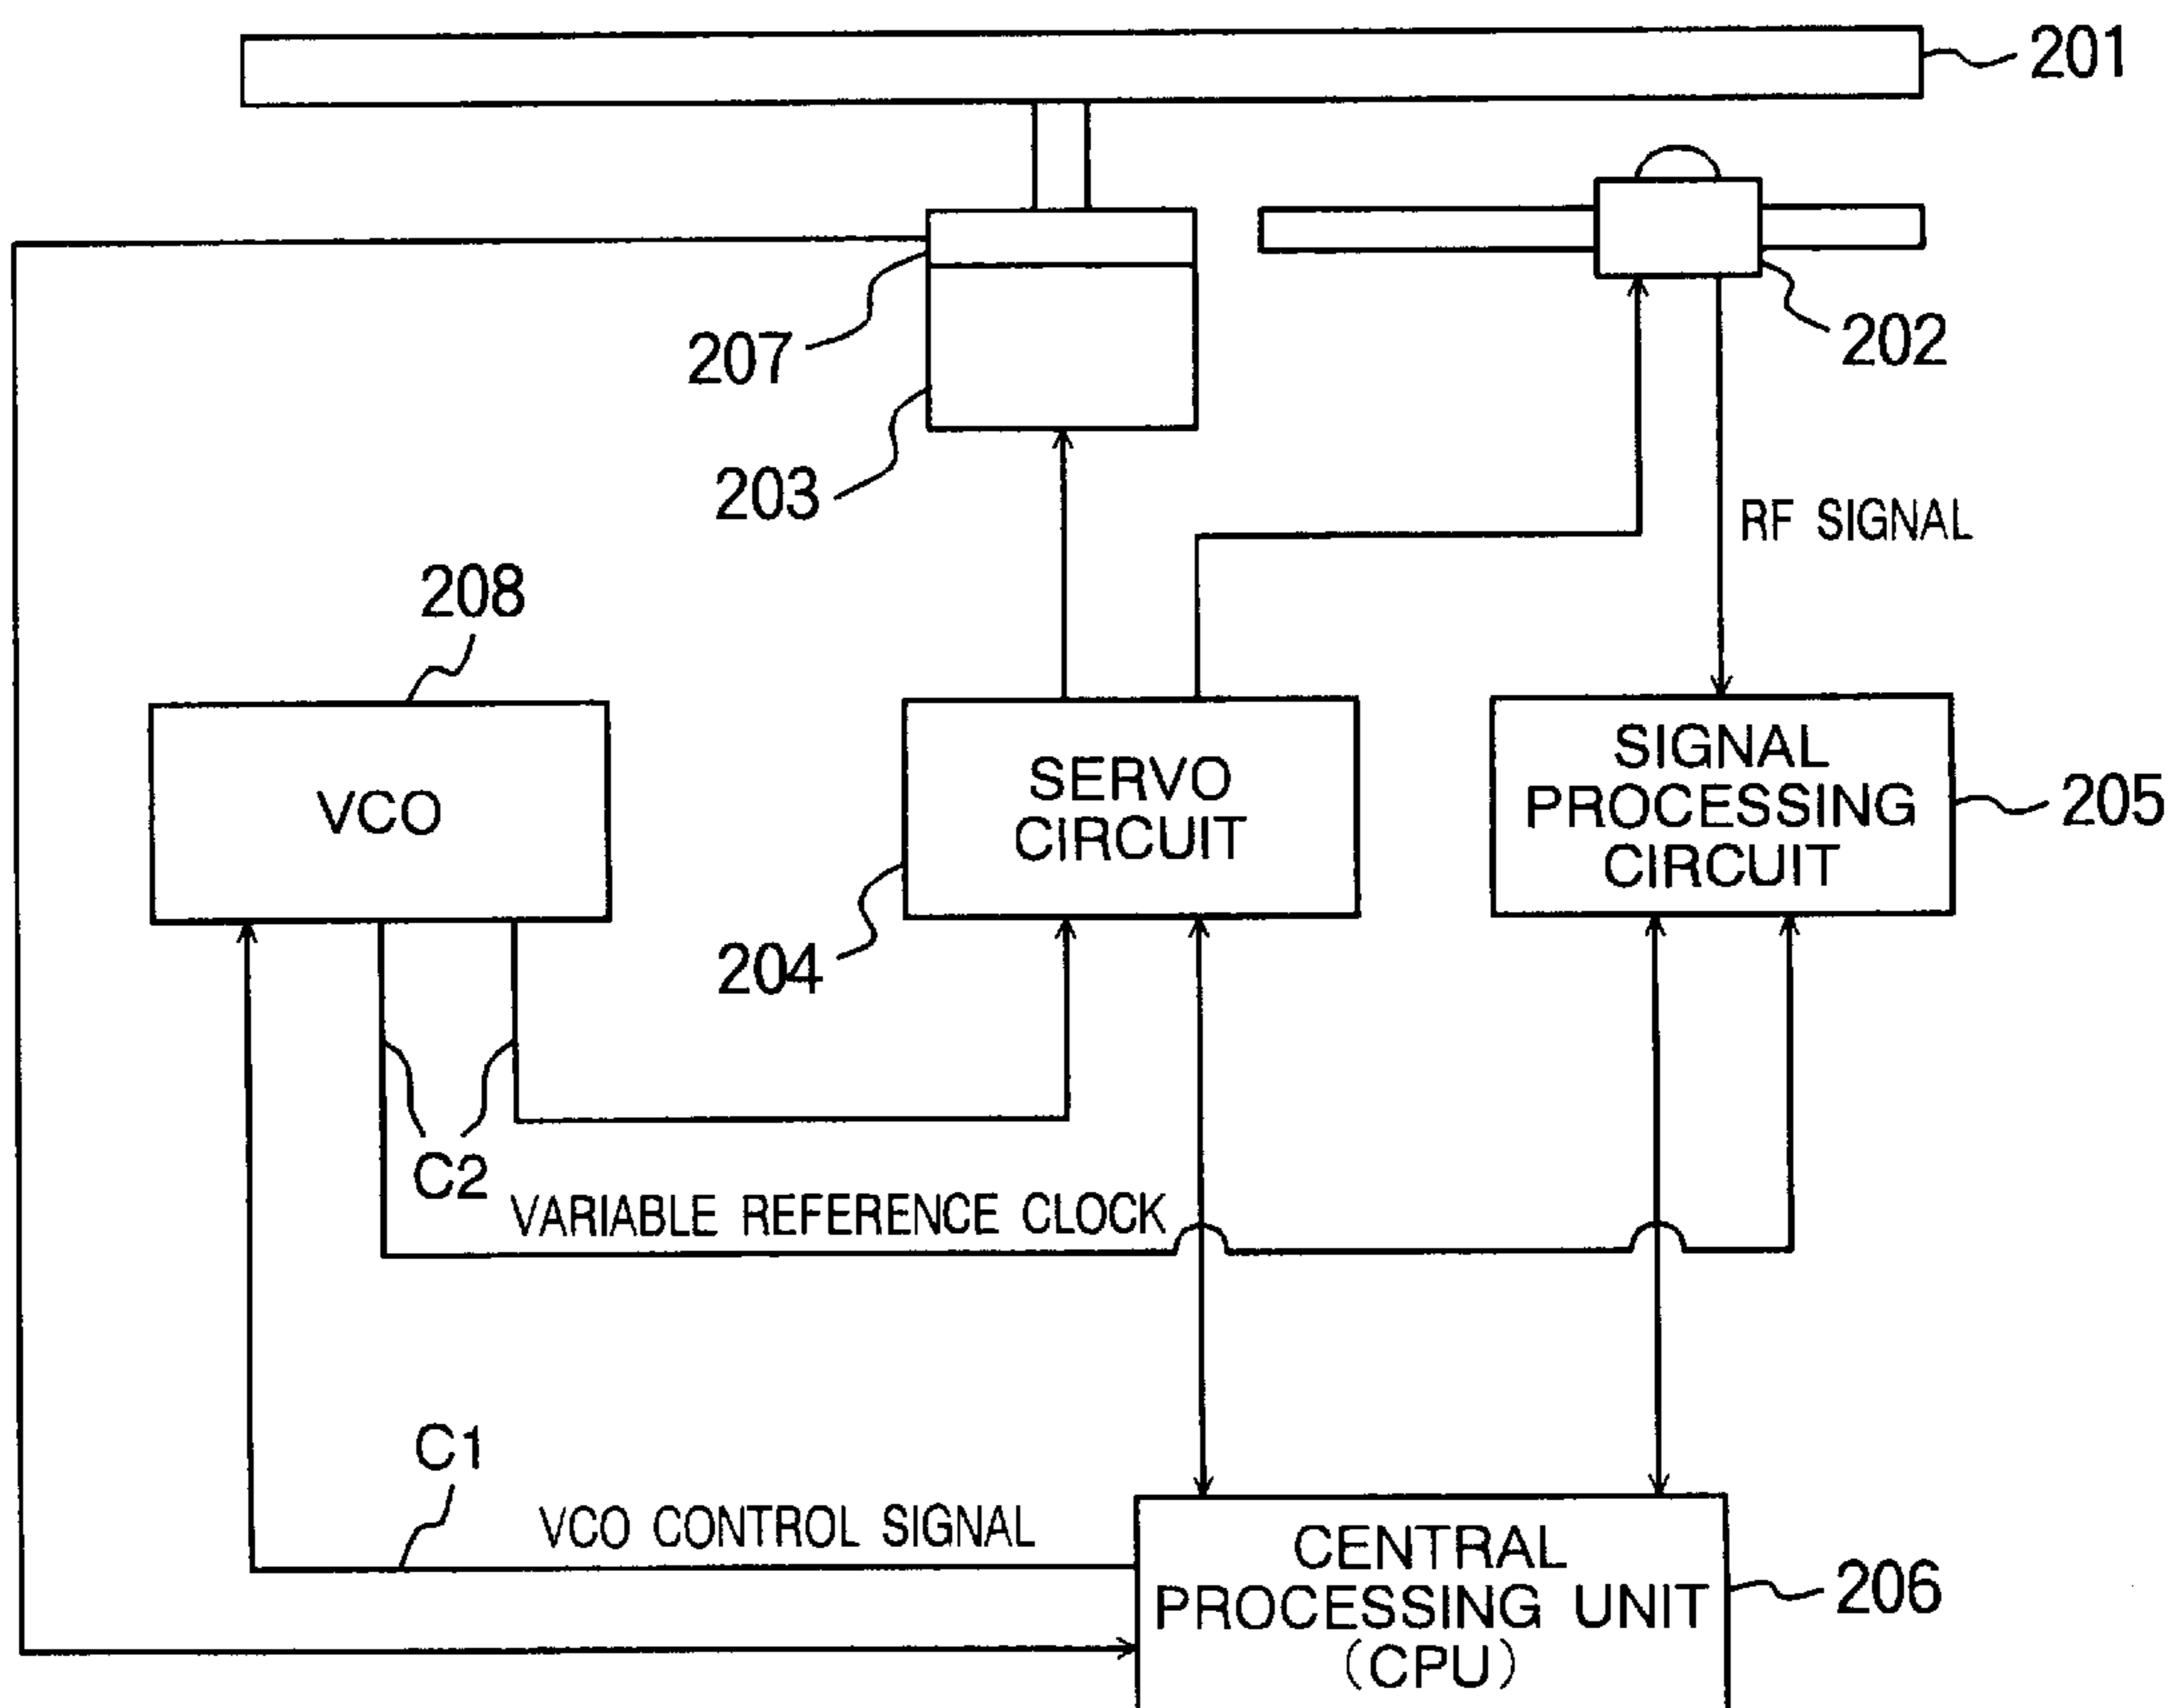 201
202
207
203
RF SIGNAL
208
VCO
SERVO
CIRCUIT
SIGNAL
PROCESSING
CIRCUIT
205
204
C2
VARIABLE REFERENCE CLOCK
C1
VCO CONTROL SIGNAL
CENTRAL
PROCESSING UNIT
(CPU)
206